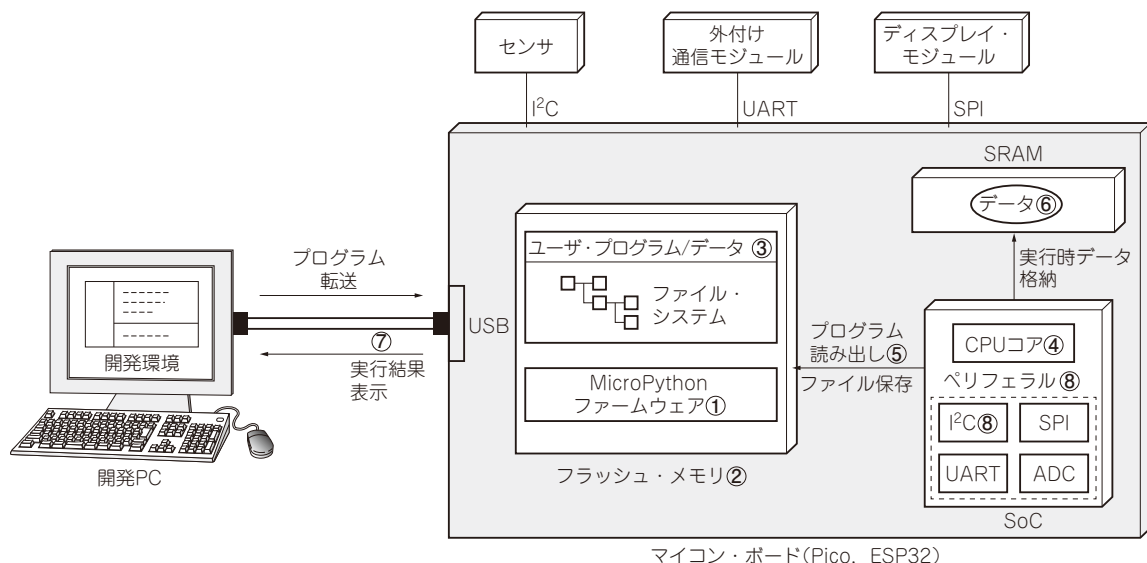 センサ
外付け
通信モジュール
ディスプレイ・
モジュール
I²C
UART
SPI
SRAM
データ⑥
実行時データ
格納
ユーザ・プログラム/データ③
ファイル・
システム
MicroPython
ファームウェア①
フラッシュ・メモリ②
プログラム
転送
USB
⑦
実行結果
表示
開発環境
開発PC
プログラム
読み出し⑤
ファイル保存
CPUコア④
ペリフェラル⑧
I²C⑧
SPI
UART
ADC
SoC
マイコン・ボード(Pico，ESP32)